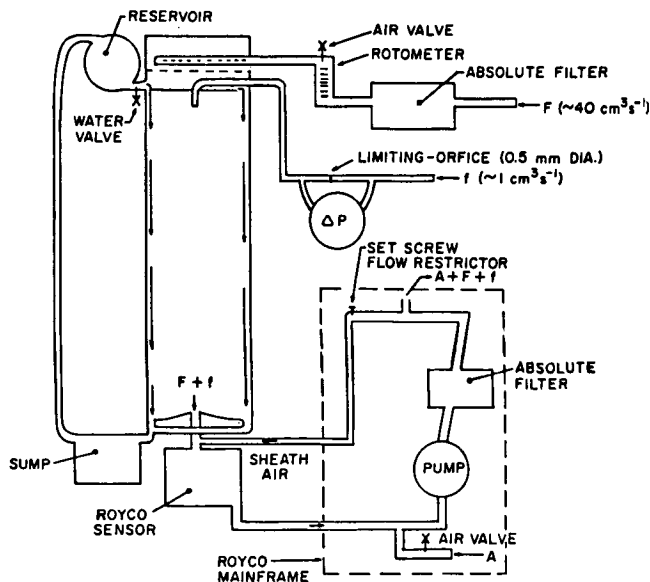 RESERVOIR
AIR VALVE
ROTOMETER
ABSOLUTE FILTER
F (~40 cm³s⁻¹)
WATER
VALVE
LIMITING-ORFICE (0.5 mm DIA.)
f (~1 cm³s⁻¹)
ΔP
SET SCREW
FLOW RESTRICTOR
A+F+f
ABSOLUTE
FILTER
F+f
SHEATH
AIR
PUMP
SUMP
ROYCO
SENSOR
AIR VALVE
A
ROYCO
MAINFRAME